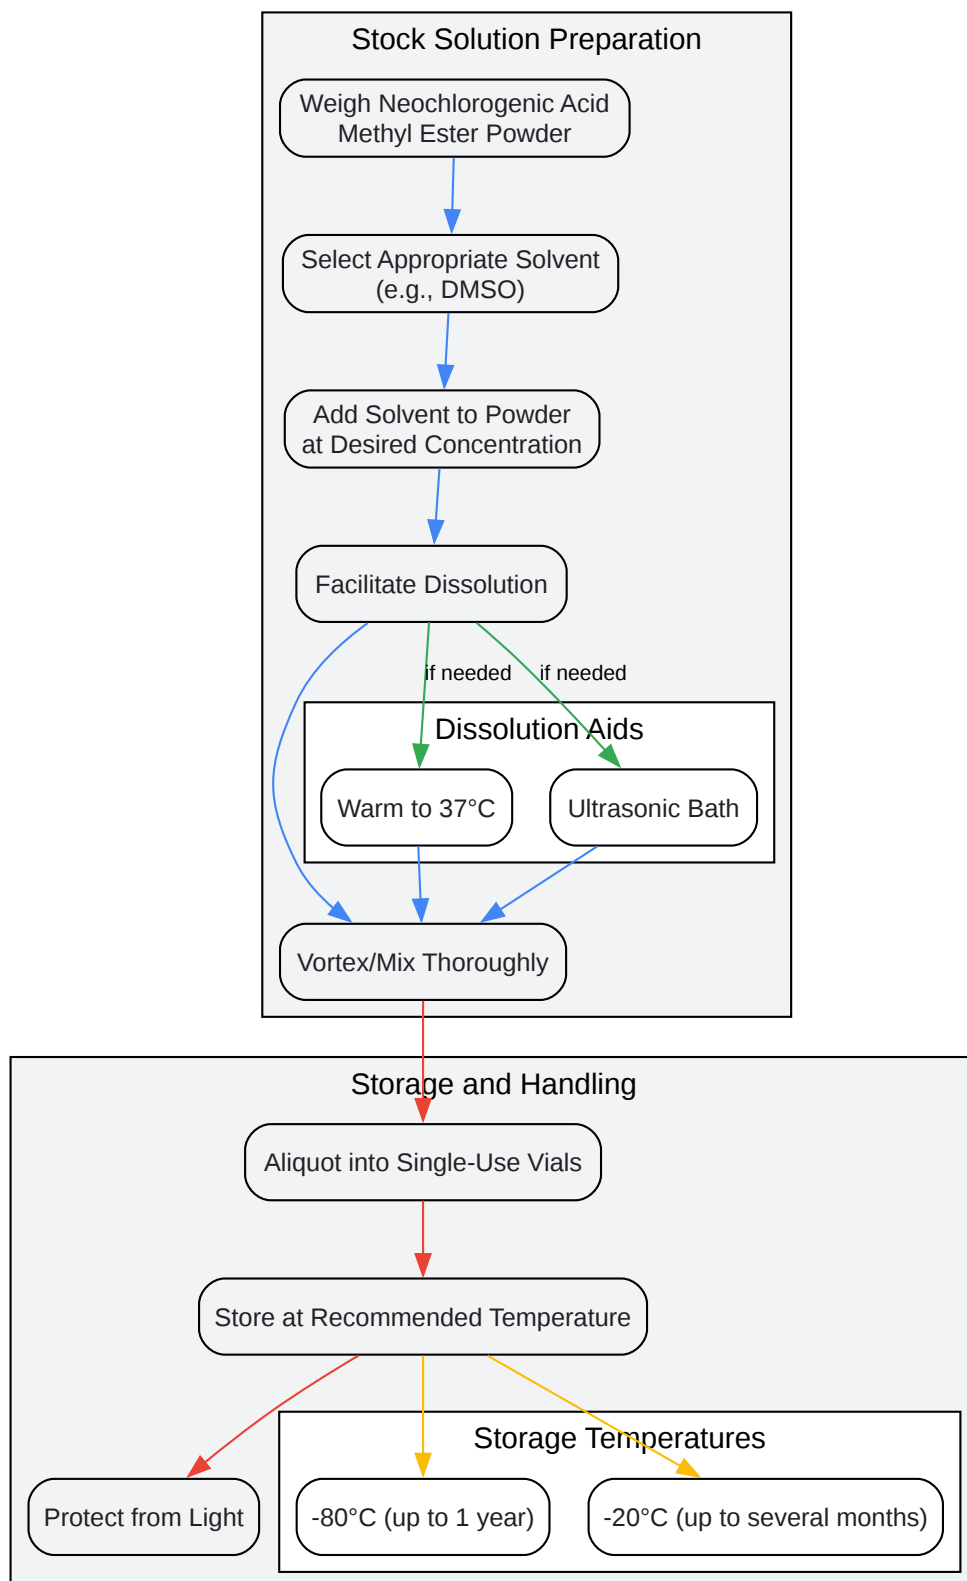 Stock Solution Preparation
Weigh Neochlorogenic Acid
Methyl Ester Powder
Select Appropriate Solvent
(e.g., DMSO)
Add Solvent to Powder
at Desired Concentration
Facilitate Dissolution
if needed
if needed
Dissolution Aids
Warm to 37°C
Ultrasonic Bath
Vortex/Mix Thoroughly
Storage and Handling
Aliquot into Single-Use Vials
Store at Recommended Temperature
Storage Temperatures
Protect from Light
-80°C (up to 1 year)
-20°C (up to several months)